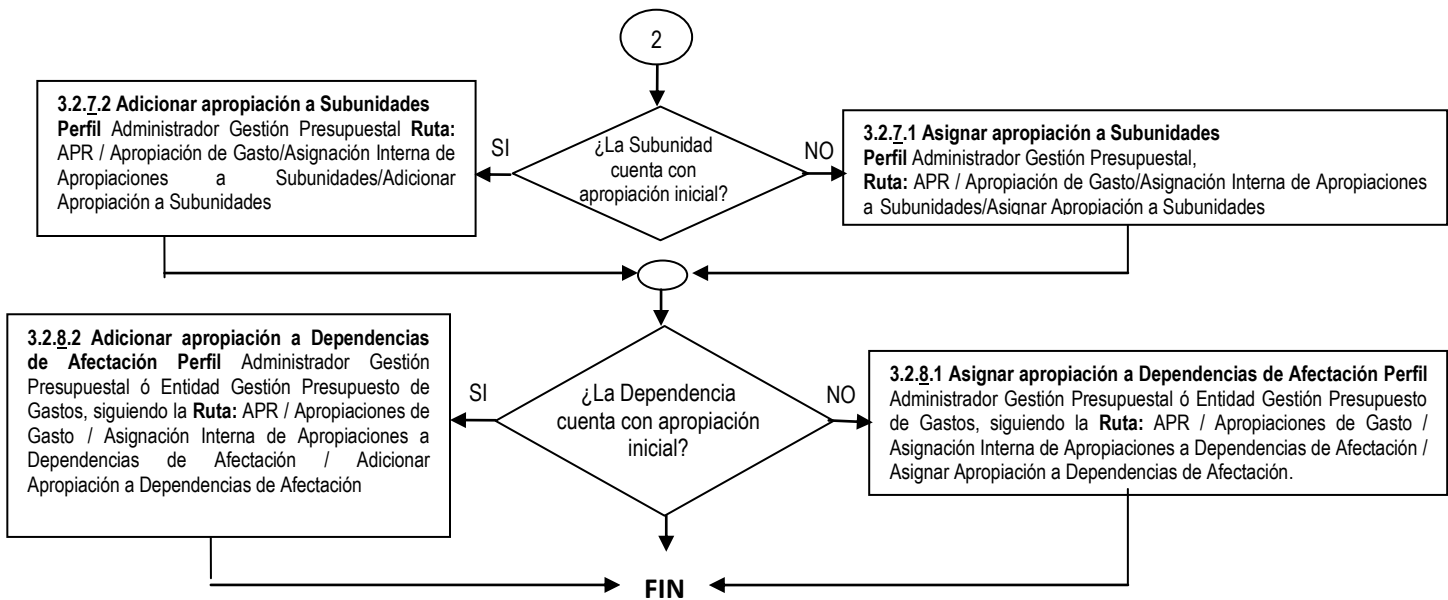 2
3.2.7.2 Adicionar apropiación a Subunidades
Perfil Administrador Gestión Presupuestal Ruta:
APR / Apropiación de Gasto/Asignación Interna de
Apropiaciones a Subunidades/Adicionar
Apropiación a Subunidades
SI
¿La Subunidad
cuenta con
apropiación inicial?
NO
3.2.7.1 Asignar apropiación a Subunidades
Perfil Administrador Gestión Presupuestal,
Ruta: APR / Apropiación de Gasto/Asignación Interna de Apropiaciones
a Subunidades/Asignar Apropiación a Subunidades
3.2.8.2 Adicionar apropiación a Dependencias
de Afectación Perfil Administrador Gestión
Presupuestal ó Entidad Gestión Presupuesto de
Gastos, siguiendo la Ruta: APR / Apropiaciones de
Gasto / Asignación Interna de Apropiaciones a
Dependencias de Afectación / Adicionar
Apropiación a Dependencias de Afectación
SI
¿La Dependencia
cuenta con apropiación
inicial?
NO
3.2.8.1 Asignar apropiación a Dependencias de Afectación Perfil
Administrador Gestión Presupuestal ó Entidad Gestión Presupuesto
de Gastos, siguiendo la Ruta: APR / Apropiaciones de Gasto /
Asignación Interna de Apropiaciones a Dependencias de Afectación /
Asignar Apropiación a Dependencias de Afectación.
FIN